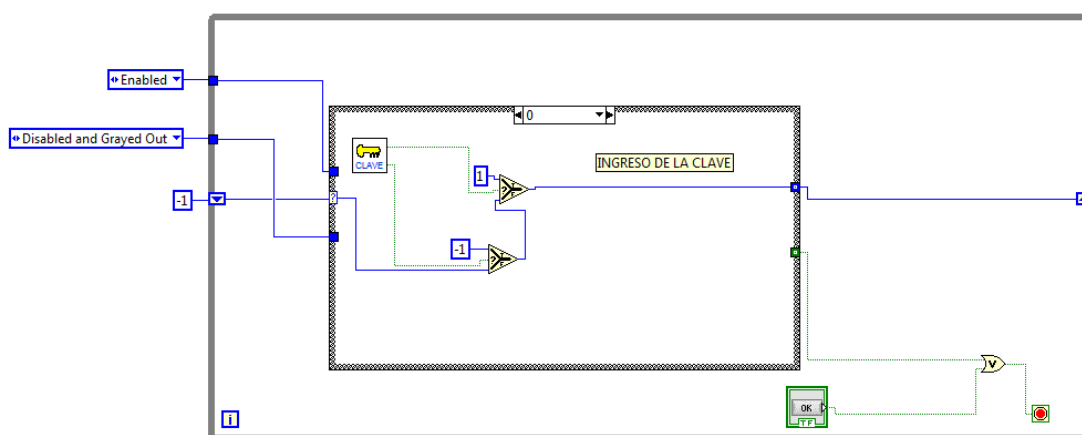 Enabled
0
Disabled and Grayed Out
CLAVE
INGRESO DE LA CLAVE
1
? T F
-1
?
-1
? T F
V
OK
TF
i